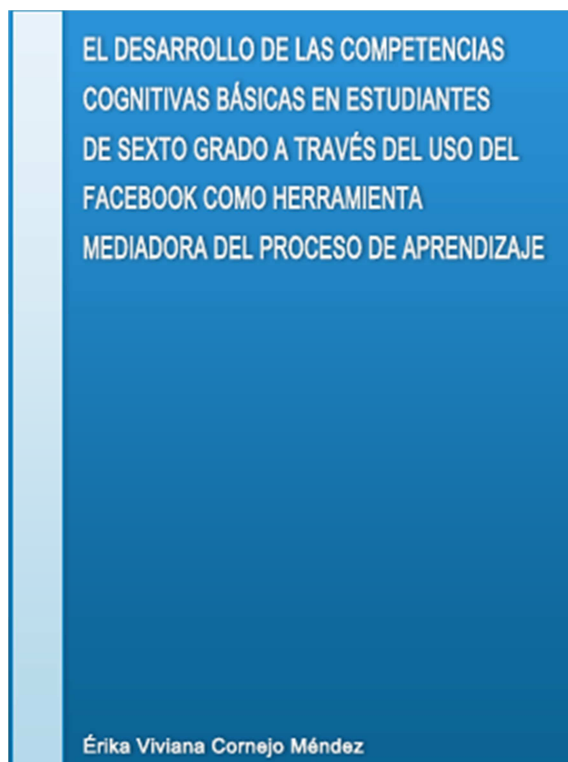 EL DESARROLLO DE LAS COMPETENCIAS
COGNITIVAS BÁSICAS EN ESTUDIANTES
DE SEXTO GRADO A TRAVÉS DEL USO DEL
FACEBOOK COMO HERRAMIENTA
MEDIADORA DEL PROCESO DE APRENDIZAJE
Érika Viviana Cornejo Méndez